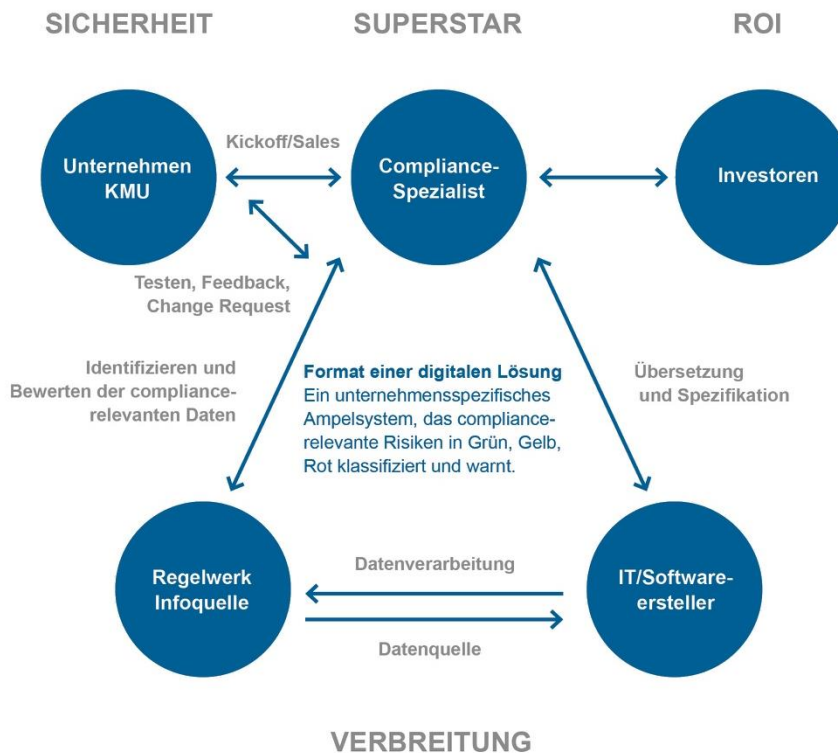 SICHERHEIT
SUPERSTAR
ROI
Unternehmen
KMU
Kickoff/Sales
Compliance-
Spezialist
Investoren
Testen, Feedback,
Change Request
Identifizieren und
Bewerten der compliance-
relevanten Daten
Format einer digitalen Lösung
Ein unternehmensspezifisches
Ampelsystem, das compliance-
relevante Risiken in Grün, Gelb,
Rot klassifiziert und warnt.
Übersetzung
und Spezifikation
Regelwerk
Infoquelle
Datenverarbeitung
Datenquelle
IT/Software-
ersteller
VERBREITUNG